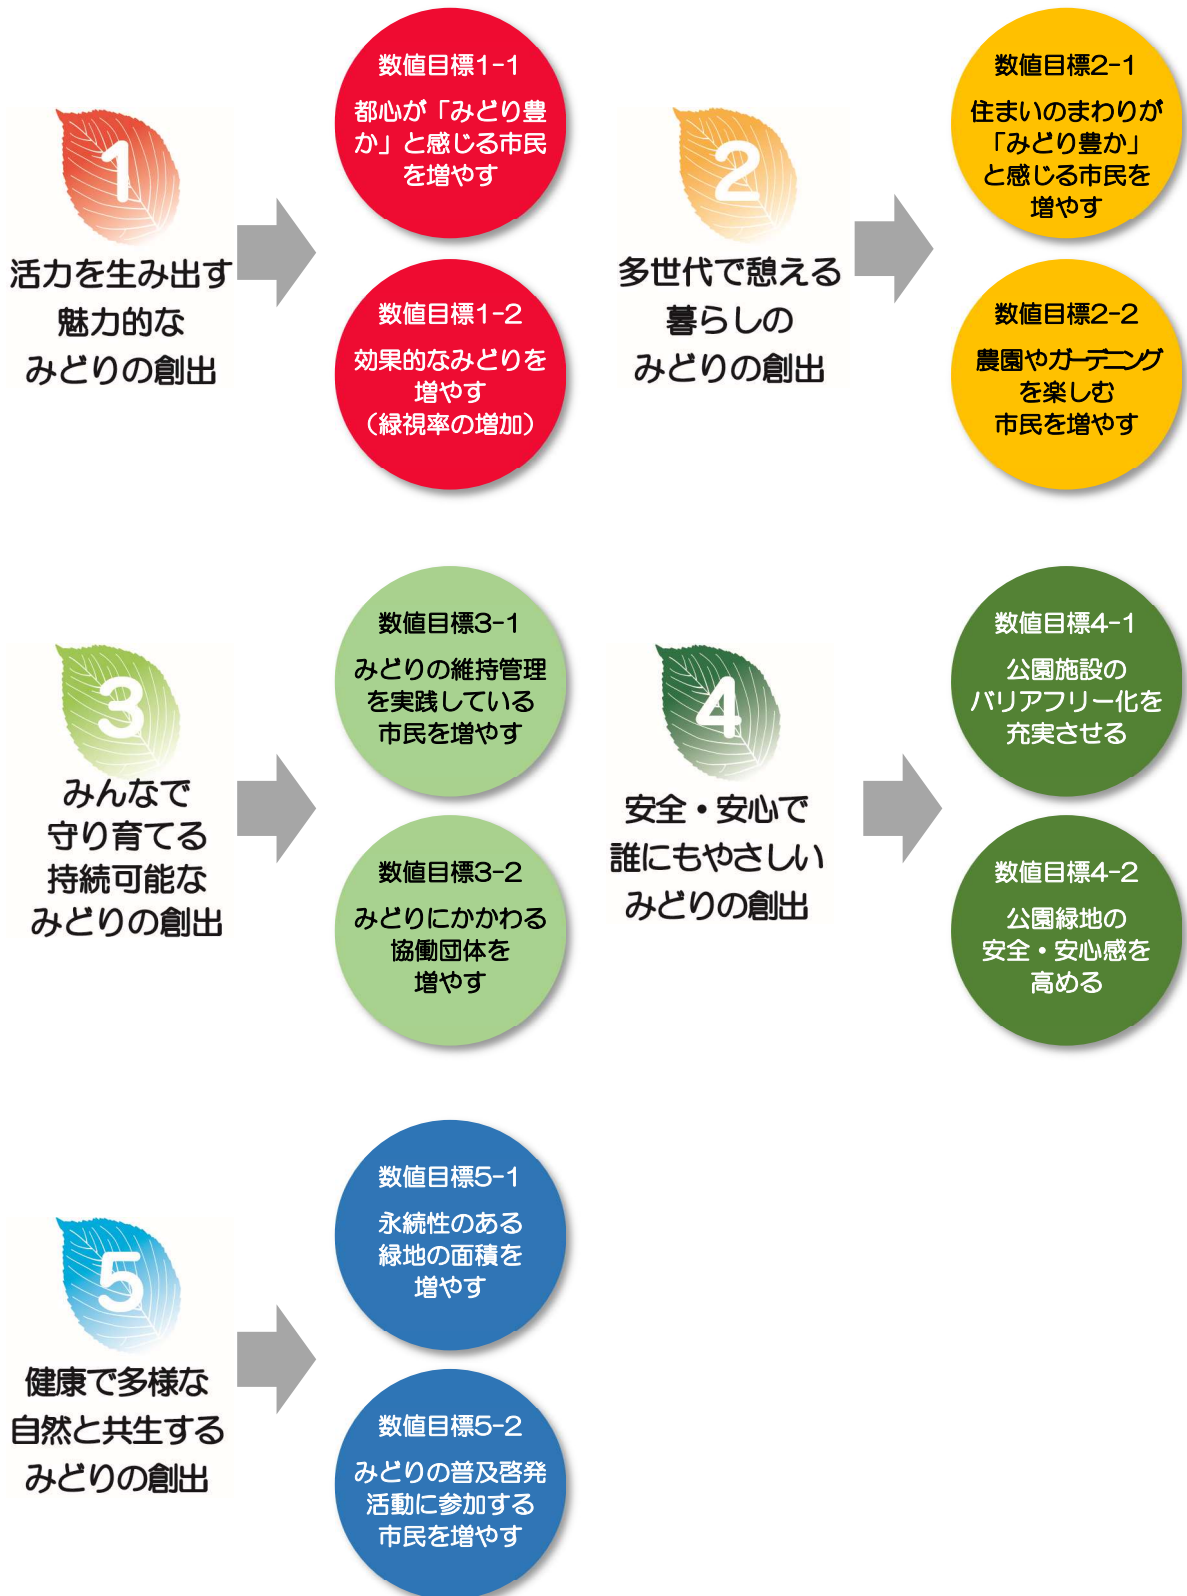 1
活力を生み出す
魅力的な
みどりの創出
数値目標1-1
都心が「みどり豊
か」と感じる市民
を増やす
数値目標1-2
効果的なみどりを
増やす
（緑視率の増加）
2
多世代で憩える
暮らしの
みどりの創出
数値目標2-1
住まいのまわりが
「みどり豊か」
と感じる市民を
増やす
数値目標2-2
農園やガーデニング
を楽しむ
市民を増やす
3
みんなで
守り育てる
持続可能な
みどりの創出
数値目標3-1
みどりの維持管理
を実践している
市民を増やす
数値目標3-2
みどりにかかわる
協働団体を
増やす
4
安全・安心で
誰にもやさしい
みどりの創出
数値目標4-1
公園施設の
バリアフリー化を
充実させる
数値目標4-2
公園緑地の
安全・安心感を
高める
5
健康で多様な
自然と共生する
みどりの創出
数値目標5-1
永続性のある
緑地の面積を
増やす
数値目標5-2
みどりの普及啓発
活動に参加する
市民を増やす